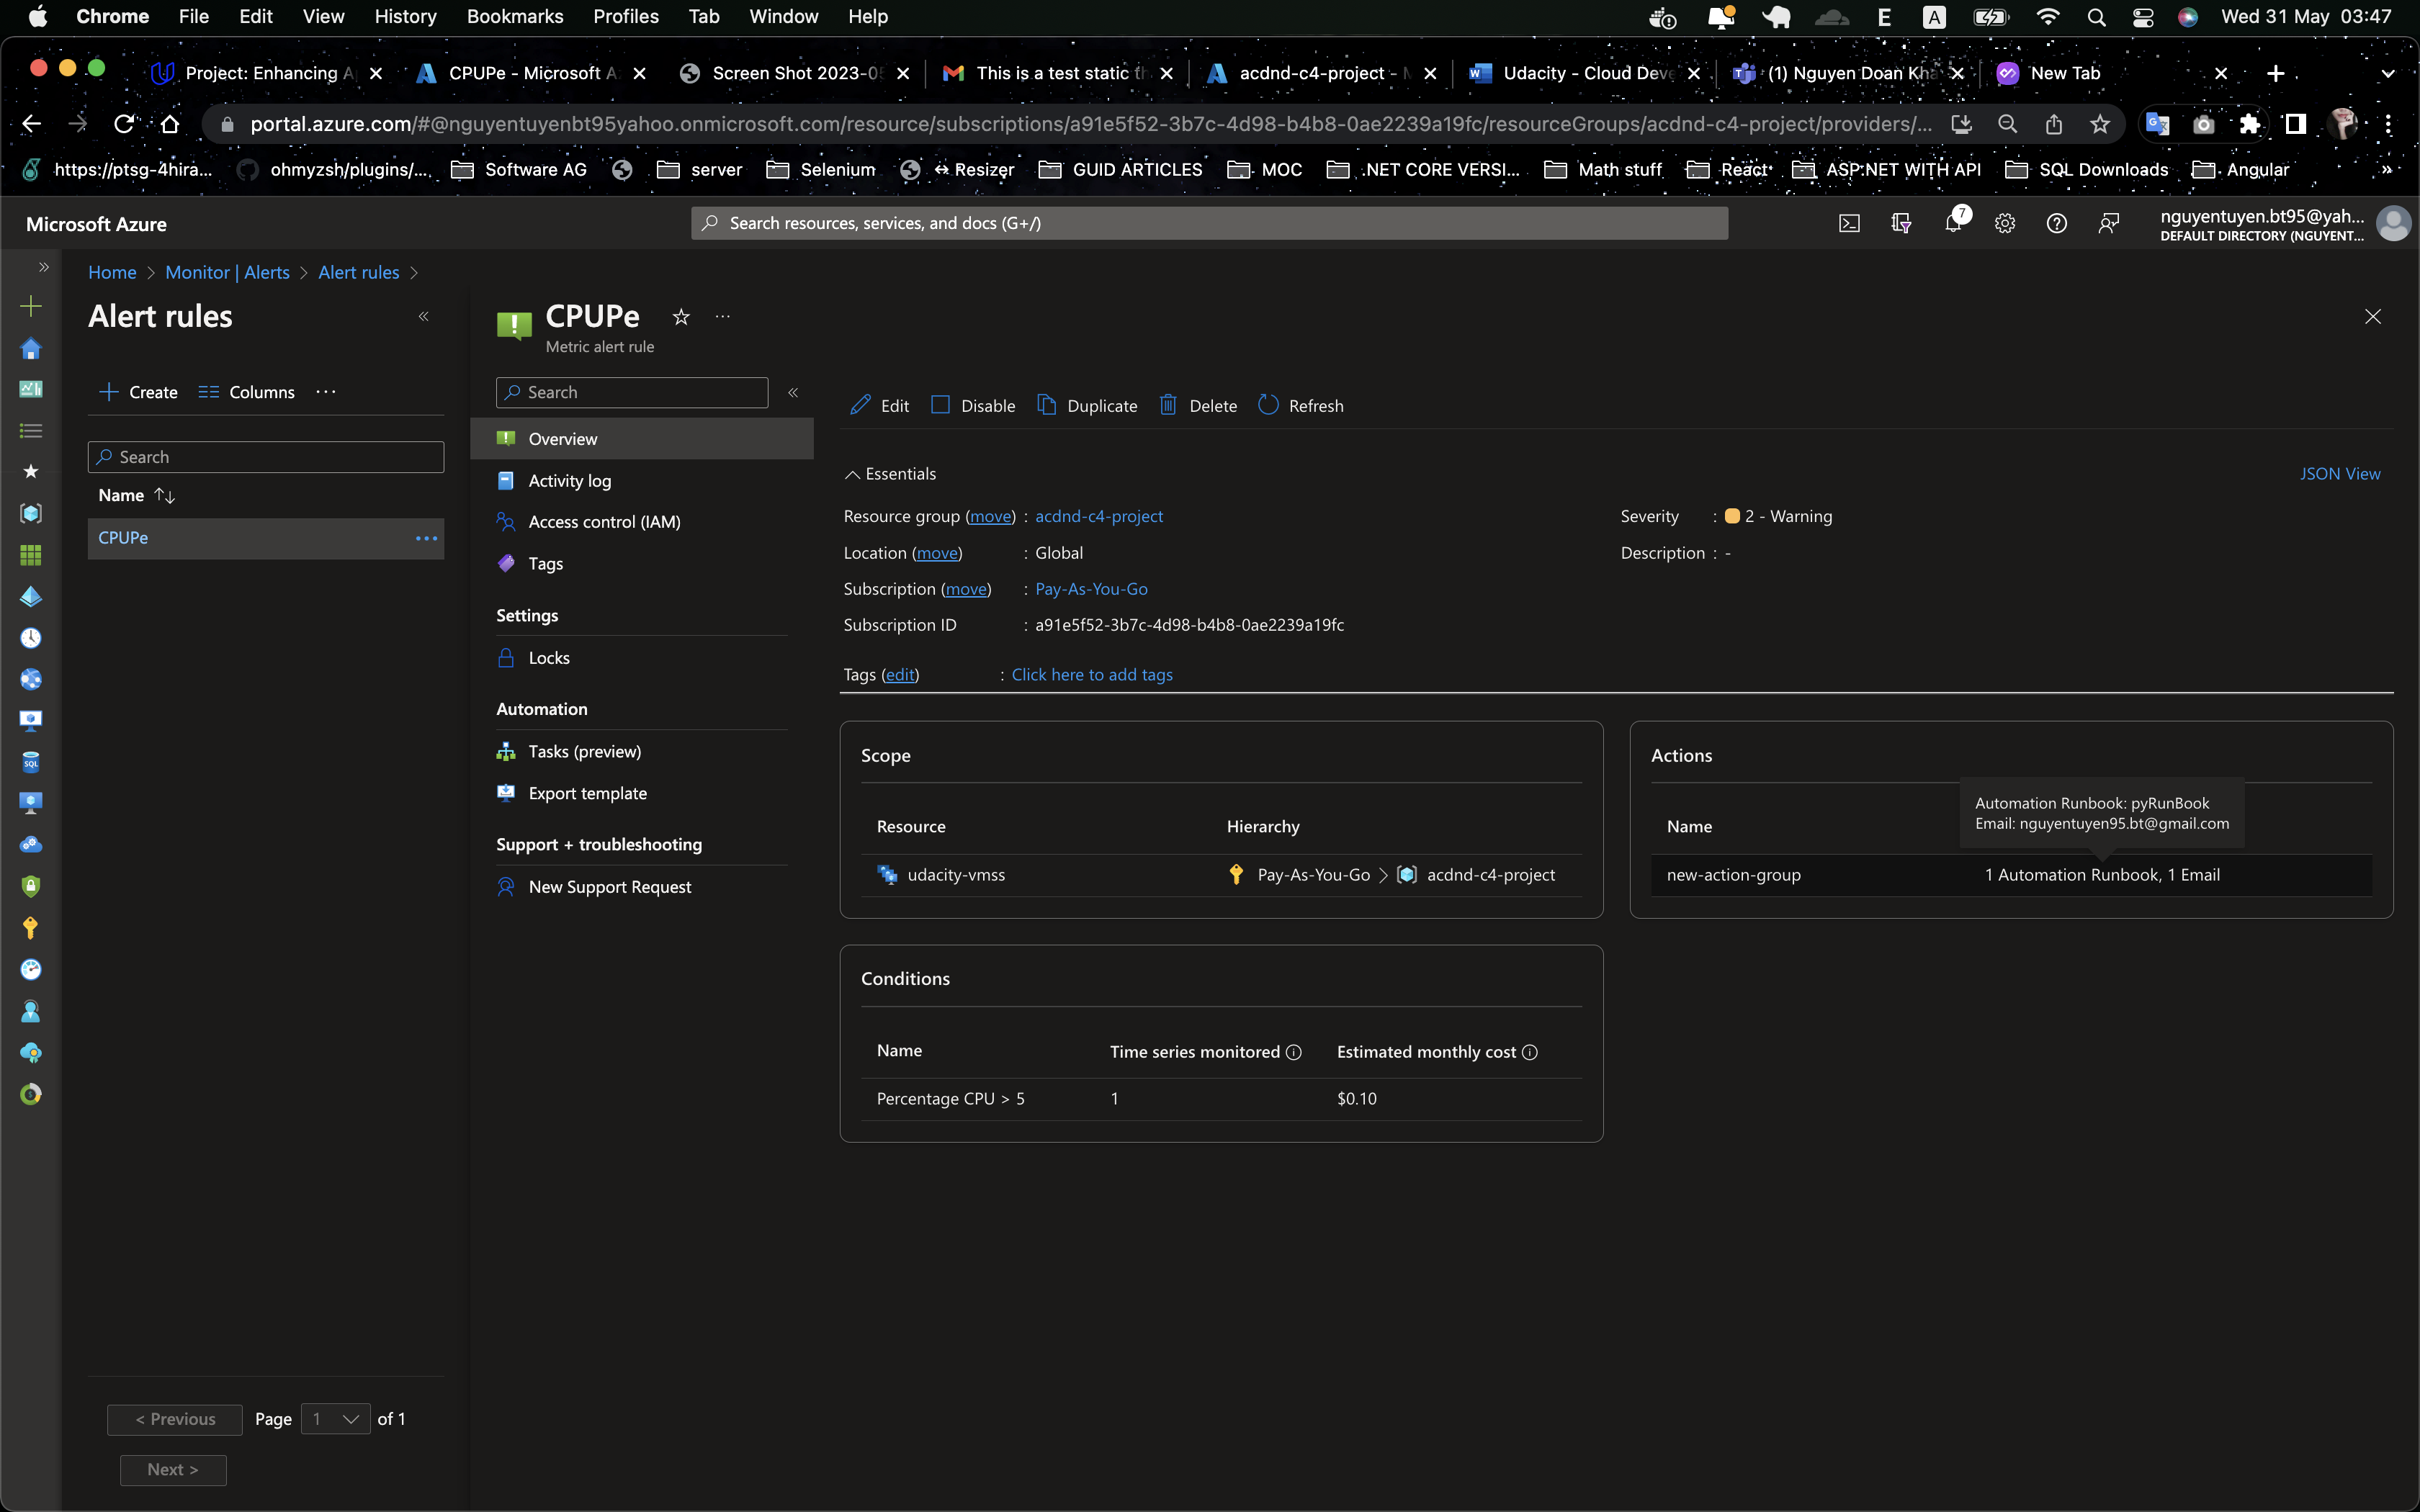 Chrome File Edit View History Bookmarks Profiles Tab Window Help
E A Wed 31 May 03:47
Project: Enhancing A CPUPe - Microsoft A Screen Shot 2023-05 This is a test static th acdnd-c4-project - M Udacity - Cloud Deve (1) Nguyen Doan Kha New Tab
portal.azure.com/#@nguyentuyenbt95yahoo.onmicrosoft.com/resource/subscriptions/a91e5f52-3b7c-4d98-b4b8-0ae2239a19fc/resourceGroups/acdnd-c4-project/providers/...
https://ptsg-4hira... ohmyzsh/plugins/... Software AG server Selenium ↔ Resizer GUID ARTICLES MOC .NET CORE VERSI... Math stuff React ASP.NET WITH API SQL Downloads Angular »
Microsoft Azure
Search resources, services, and docs (G+/)
7
nguyentuyen.bt95@yah...
DEFAULT DIRECTORY (NGUYENT...
Home > Monitor | Alerts > Alert rules >
Alert rules
Create Columns ...
Search
Name ↑↓
CPUPe ...
< Previous Page 1 of 1
Next >
CPUPe ...
Metric alert rule
Search
Overview
Activity log
Access control (IAM)
Tags
Settings
Locks
Automation
Tasks (preview)
Export template
Support + troubleshooting
New Support Request
Edit Disable Duplicate Delete Refresh
Essentials JSON View
Resource group (move) : acdnd-c4-project
Location (move) : Global
Subscription (move) : Pay-As-You-Go
Subscription ID : a91e5f52-3b7c-4d98-b4b8-0ae2239a19fc
Severity : 2 - Warning
Description : -
Tags (edit) : Click here to add tags
Scope
Resource Hierarchy
udacity-vmss Pay-As-You-Go > acdnd-c4-project
Actions
Automation Runbook: pyRunBook
Email: nguyentuyen95.bt@gmail.com
Name
new-action-group 1 Automation Runbook, 1 Email
Conditions
Name Time series monitored Estimated monthly cost
Percentage CPU > 5 1 $0.10
SQL